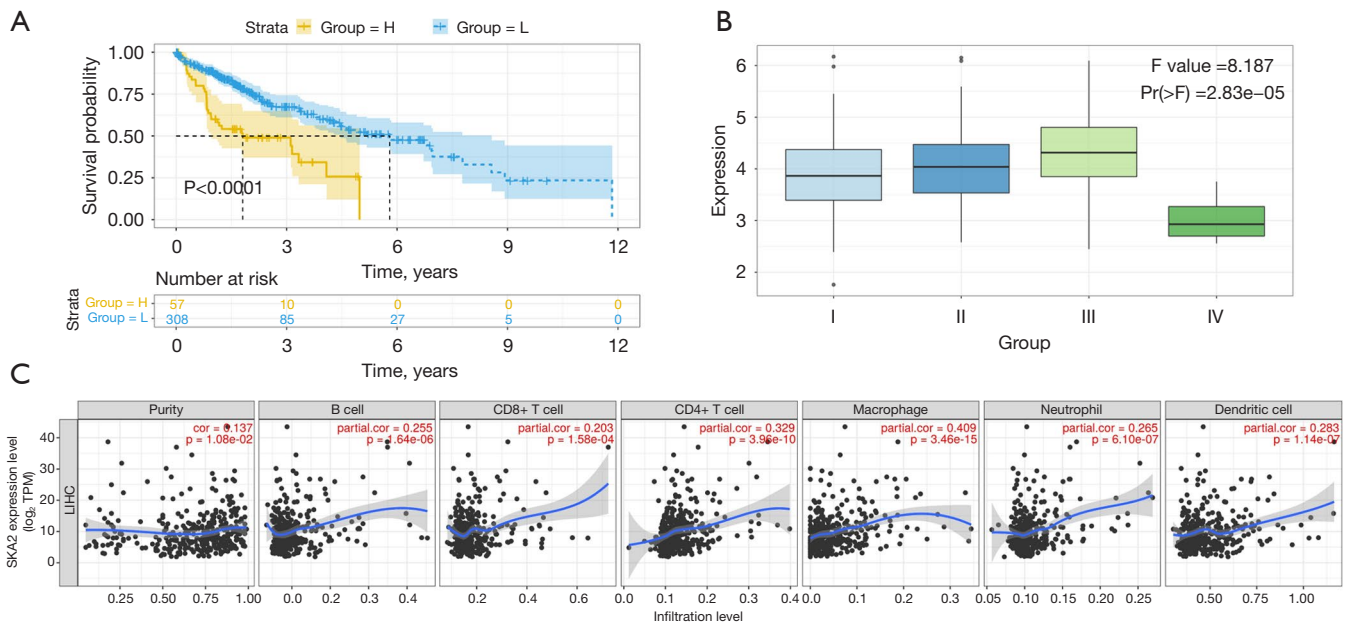 A
Strata Group = H Group = L
Survival probability
1.00
0.75
0.50
0.25
0.00
P<0.0001
0 3 6 9 12
Time, years
Number at risk
Strata
Group = H 57 10 0 0 0
Group = L 308 85 27 5 0
0 3 6 9 12
Time, years
B
Expression
6
5
4
3
2
F value =8.187
Pr(>F) =2.83e−05
I II III IV
Group
C
SKA2 expression level
(log2 TPM)
LIHC
40
30
20
10
0
Purity
cor = 0.137
p = 1.08e−02
0.25 0.50 0.75 1.00
B cell
partial.cor = 0.255
p = 1.64e−06
0.0 0.2 0.4
CD8+ T cell
partial.cor = 0.203
p = 1.58e−04
0.2 0.4 0.6
CD4+ T cell
partial.cor = 0.329
p = 3.96e−10
0.0 0.1 0.2 0.3 0.4
Macrophage
partial.cor = 0.409
p = 3.46e−15
0.0 0.1 0.2 0.3
Neutrophil
partial.cor = 0.265
p = 6.10e−07
0.05 0.10 0.15 0.20 0.25
Dendritic cell
partial.cor = 0.283
p = 1.14e−07
0.50 0.75 1.00
Infiltration level